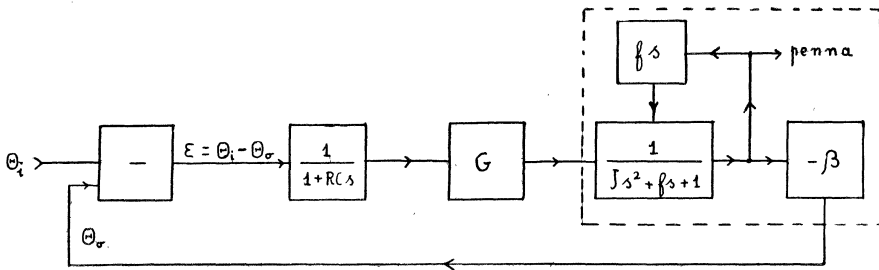 fs
penna
Θi
−
ε = Θi - Θσ
1
1+RCs
G
1
Js²+fs+1
-β
Θσ